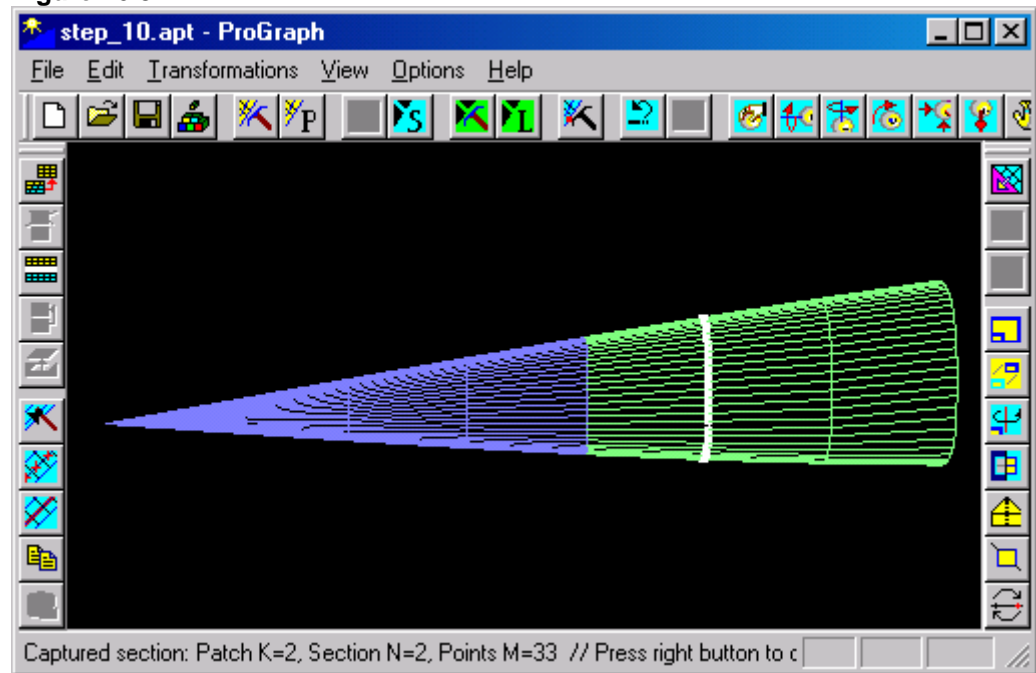 step_10.apt - ProGraph
File Edit Transformations View Options Help
P S L
Captured section: Patch K=2, Section N=2, Points M=33 // Press right button to c